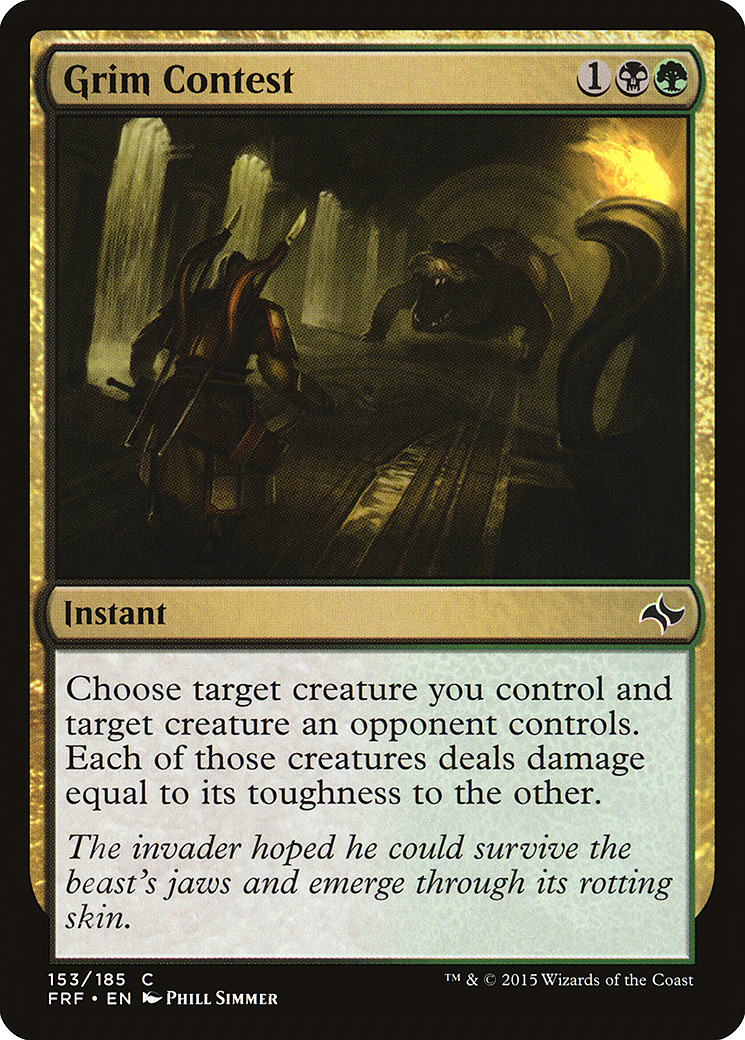 Grim Contest 1
Instant
Choose target creature you control and
target creature an opponent controls.
Each of those creatures deals damage
equal to its toughness to the other.
The invader hoped he could survive the
beast's jaws and emerge through its rotting
skin.
153/185 C
FRF • EN Phill Simmer
™ & © 2015 Wizards of the Coast